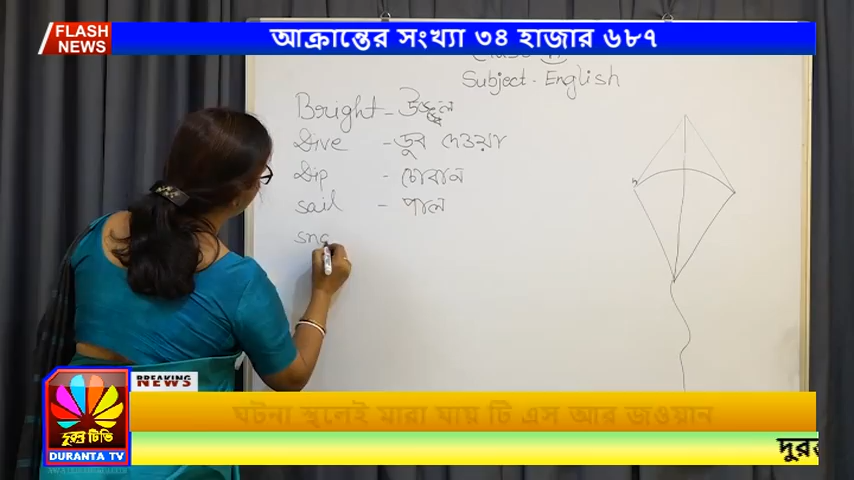 FLASH
NEWS
আক্রান্তের সংখ্যা ৩৪ হাজার ৬৮৭
Subject - English
Bright - উজ্জ্বল
Dive - ডুব দেওয়া
Dip - চোবান
sail - পাল
sna
BREAKING
NEWS
ঘটনা স্থলেই মারা যায় টি এস আর জওয়ান
দুরন্ত টিভি
DURANTA TV